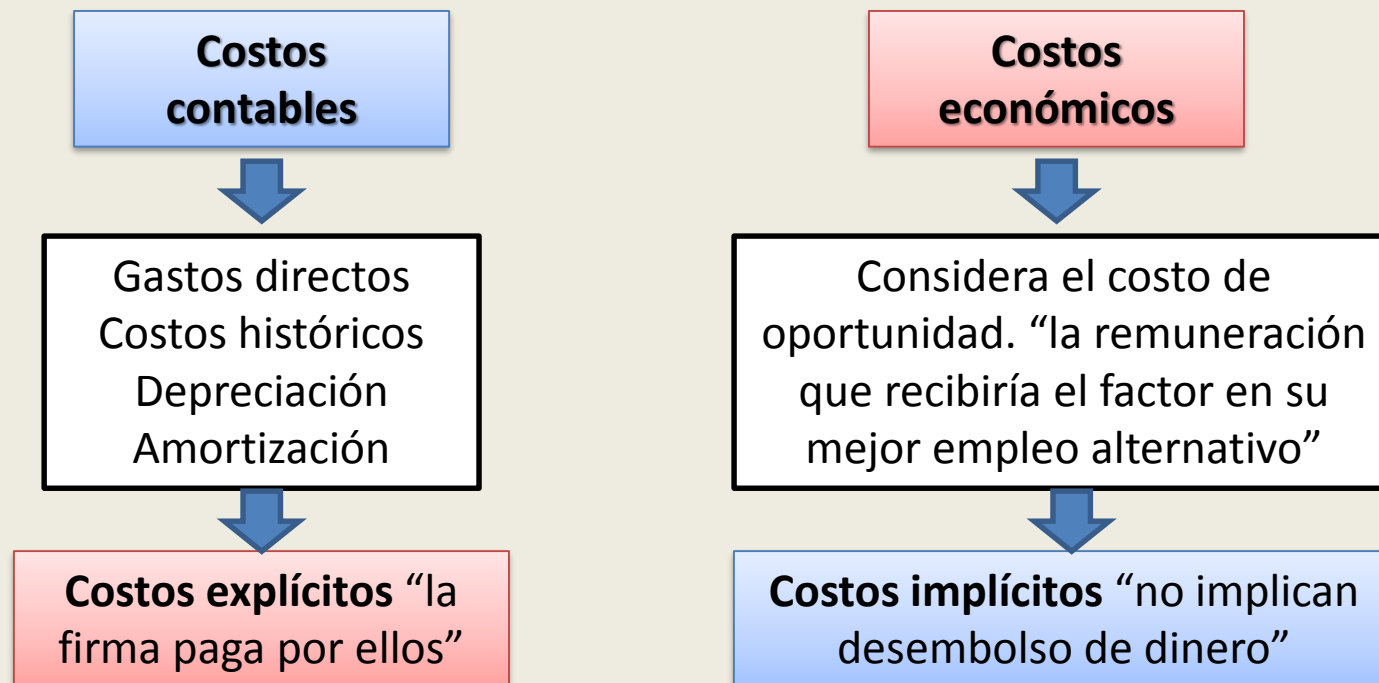 Costos
contables
Gastos directos
Costos históricos
Depreciación
Amortización
Costos explícitos “la
firma paga por ellos”
Costos
económicos
Considera el costo de
oportunidad. “la remuneración
que recibiría el factor en su
mejor empleo alternativo”
Costos implícitos “no implican
desembolso de dinero”